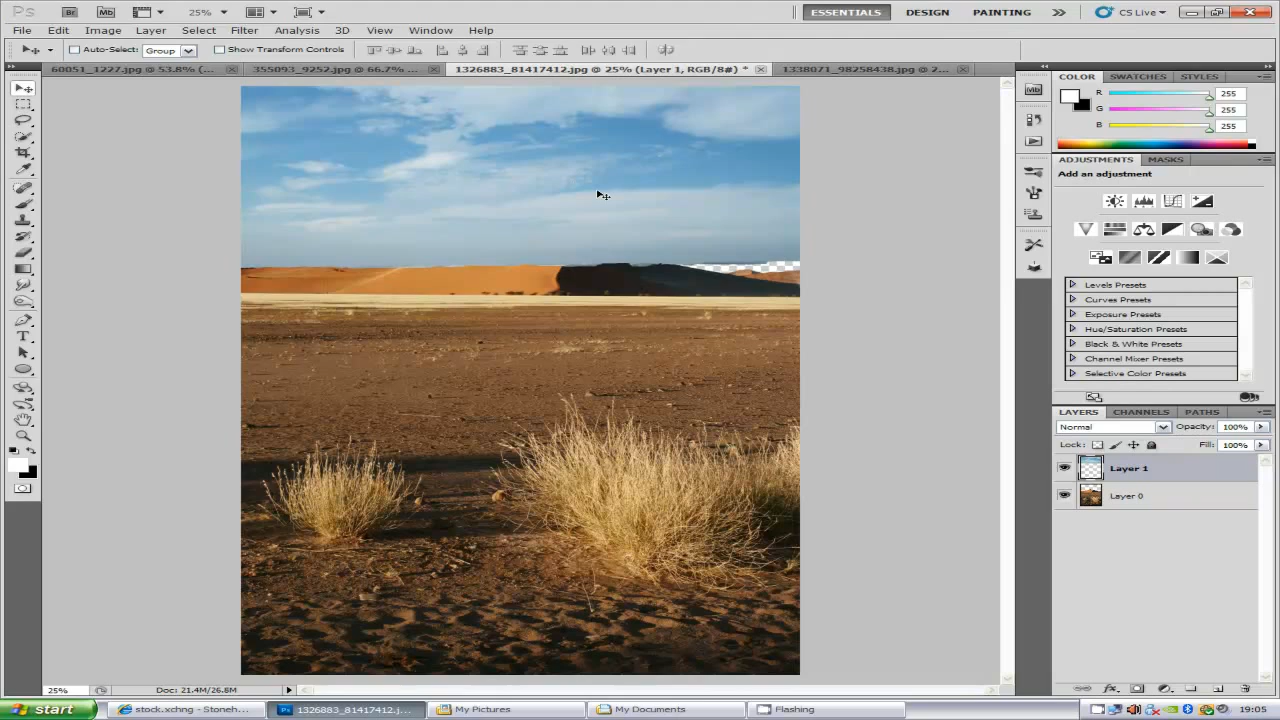 Ps Br Mb 25% ESSENTIALS DESIGN PAINTING CS Live
File Edit Image Layer Select Filter Analysis 3D View Window Help
Auto-Select: Group Show Transform Controls
60051_1227.jpg @ 53.8% (... 355093_9252.jpg @ 66.7% ... 1326883_81417412.jpg @ 25% (Layer 1, RGB/8#) * 1338071_98258438.jpg @ 2...
COLOR SWATCHES STYLES
R 255
G 255
B 255
ADJUSTMENTS MASKS
Add an adjustment
Levels Presets
Curves Presets
Exposure Presets
Hue/Saturation Presets
Black & White Presets
Channel Mixer Presets
Selective Color Presets
LAYERS CHANNELS PATHS
Normal Opacity: 100%
Lock: Fill: 100%
Layer 1
Layer 0
25% Doc: 21.4M/26.8M
start stock.xchng - Stoneh... 1326883_81417412.j... My Pictures My Documents Flashing 19:05